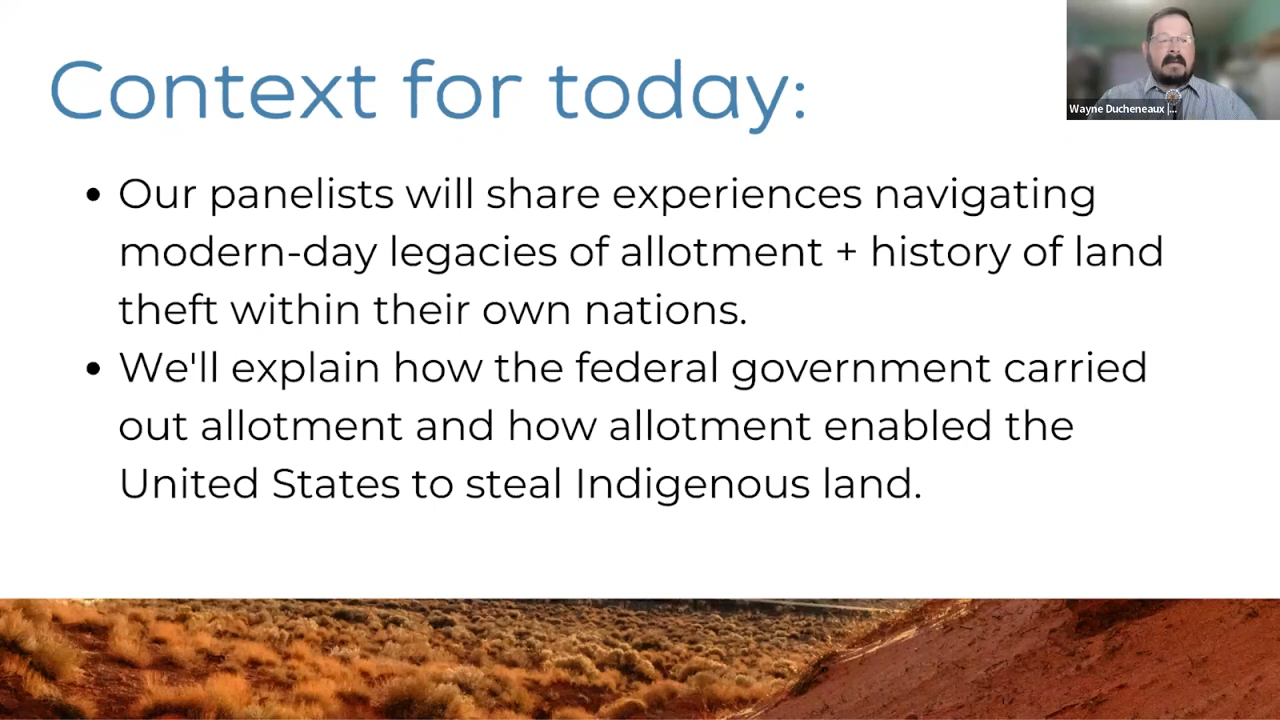 Context for today:
Wayne Ducheneaux |...
• Our panelists will share experiences navigating
modern-day legacies of allotment + history of land
theft within their own nations.
• We'll explain how the federal government carried
out allotment and how allotment enabled the
United States to steal Indigenous land.